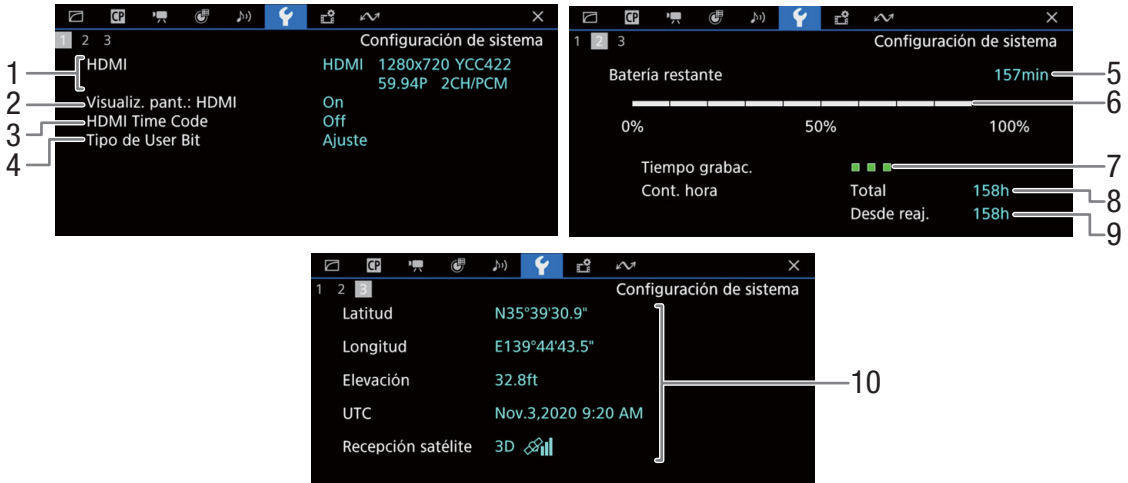 CP
1 2 3
Configuración de sistema
1 HDMI HDMI 1280x720 YCC422
59.94P 2CH/PCM
2 Visualiz. pant.: HDMI On
3 HDMI Time Code Off
4 Tipo de User Bit Ajuste
CP
1 2 3
Configuración de sistema
Batería restante 157min 5
6
0% 50% 100%
Tiempo grabac. 7
Cont. hora Total 158h 8
Desde reaj. 158h 9
CP
1 2 3
Configuración de sistema
Latitud N35°39'30.9"
Longitud E139°44'43.5"
Elevación 32.8ft
10
UTC Nov.3,2020 9:20 AM
Recepción satélite 3D